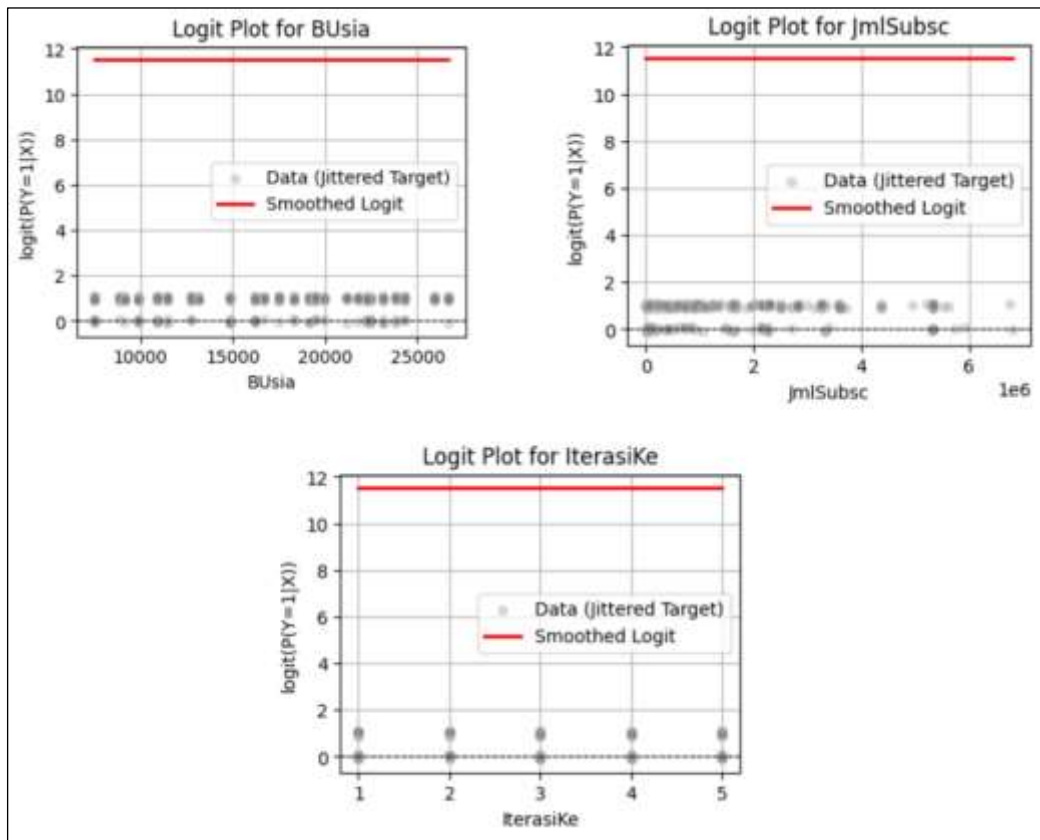 Logit Plot for BUsia
12
10
8
6
4
2
0
logit(P(Y=1|X))
Data (Jittered Target)
Smoothed Logit
10000 15000 20000 25000
BUsia
Logit Plot for JmlSubsc
12
10
8
6
4
2
0
logit(P(Y=1|X))
Data (Jittered Target)
Smoothed Logit
0 2 4 6
1e6
JmlSubsc
Logit Plot for IterasiKe
12
10
8
6
4
2
0
logit(P(Y=1|X))
Data (Jittered Target)
Smoothed Logit
1 2 3 4 5
IterasiKe